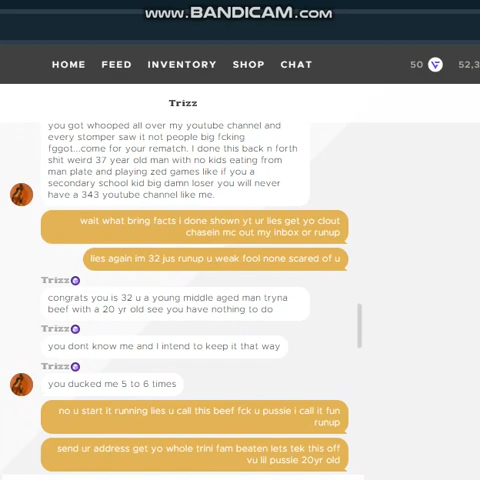 www.BANDICAM.com
HOME FEED INVENTORY SHOP CHAT 50 52,3
Trizz
you got whooped all over my youtube channel and
every stomper saw it not people big fcking
fggot...come for your rematch. I done this back n forth
shit weird 37 year old man with no kids eating from
man plate and playing zed games like if you a
secondary school kid big damn loser you will never
have a 343 youtube channel like me.
wait what bring facts i done shown yt ur lies get yo clout
chasein mc out my inbox or runup
lies again im 32 jus runup u weak fool none scared of u
Trizz
congrats you is 32 u a young middle aged man tryna
beef with a 20 yr old see you have nothing to do
Trizz
you dont know me and I intend to keep it that way
Trizz
you ducked me 5 to 6 times
no u start it running lies u call this beef fck u pussie i call it fun
runup
send ur address get yo whole trini fam beaten lets tek this off
vu lil pussie 20yr old